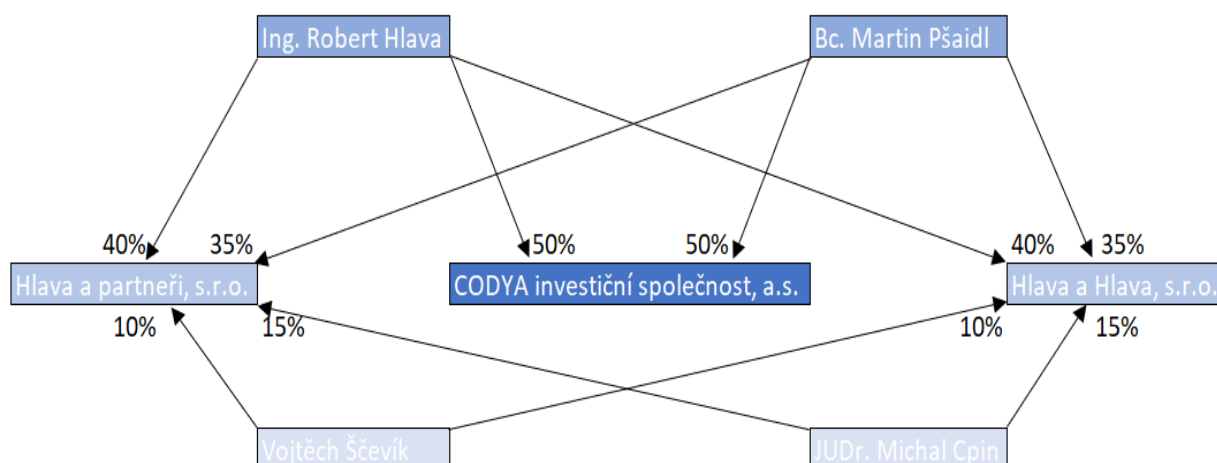 Ing. Robert Hlava
Bc. Martin Pšaidl
40%
35%
50%
50%
40%
35%
Hlava a partneři, s.r.o.
CODYA investiční společnost, a.s.
Hlava a Hlava, s.r.o.
10%
15%
10%
15%
Vojtěch Ščevík
JUDr. Michal Cpin